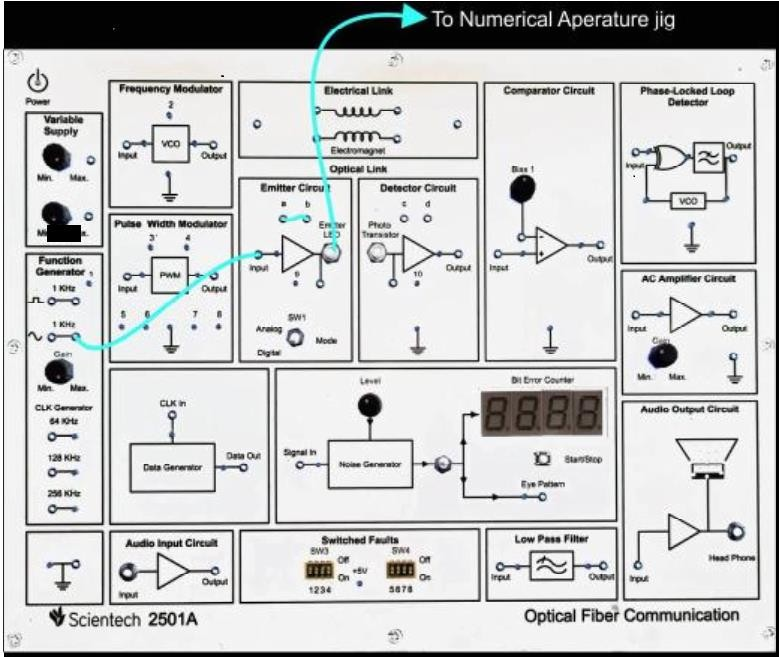 To Numerical Aperature jig
Power
Variable
Supply
Min. Max.
Max.
Function
Generator
1
1 KHz
1 KHz
Gain
Min. Max.
CLK Generator
64 KHz
128 KHz
256 KHz
Frequency Modulator
2
VCO
Input
Output
Pulse Width Modulator
3
4
PWM
Input
Output
5 6 7 8
Electrical Link
Electromagnet
Optical Link
Emitter Circuit
a b
Emitter
LED
Input
9
SW1
Analog
Digital
Mode
Detector Circuit
c d
Photo
Transistor
Output
10
Comparator Circuit
Bias 1
-
+
Input
Output
Phase-Locked Loop
Detector
Input
Output
VCO
AC Amplifier Circuit
Input
Output
Gain
Min. Max.
CLK In
Data Generator
Data Out
Level
Signal In
Noise Generator
Bit Error Counter
8888
Start/Stop
Eye Pattern
Audio Output Circuit
Input
Head Phone
Audio Input Circuit
Input
Output
Switched Faults
SW3
Off
On
1234
+5V
SW4
Off
On
5678
Low Pass Filter
Input
Output
Scientech 2501A
Optical Fiber Communication